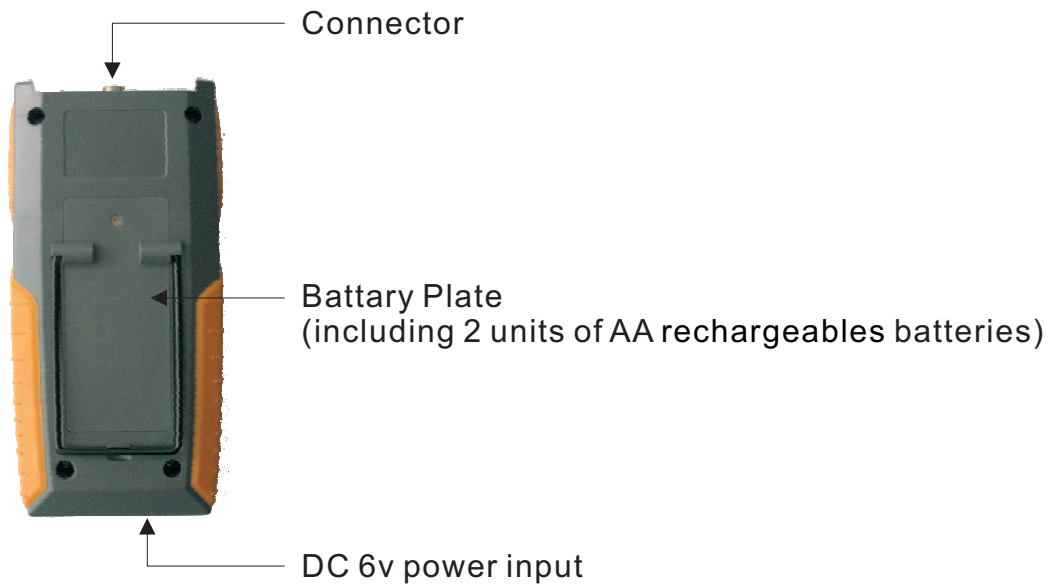 Connector
Battary Plate
(including 2 units of AA rechargeables batteries)
DC 6v power input